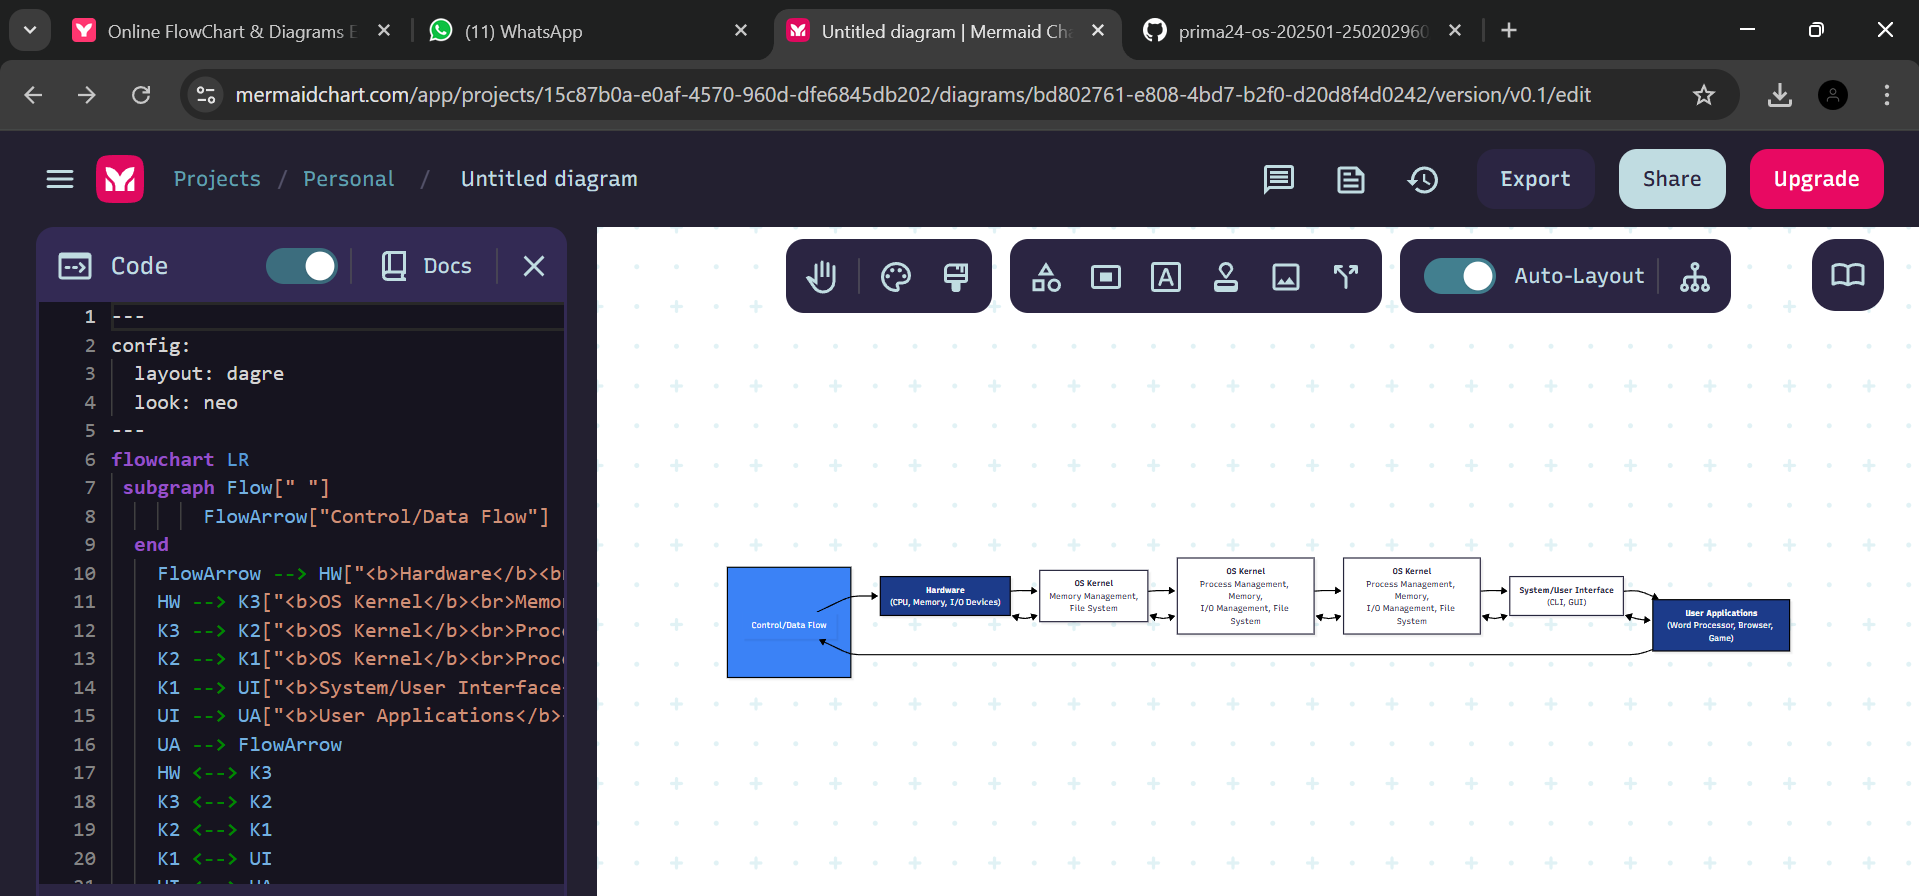 Online FlowChart & Diagrams E
(11) WhatsApp
Untitled diagram | Mermaid Cha
prima24-os-202501-250202960
mermaidchart.com/app/projects/15c87b0a-e0af-4570-960d-dfe6845db202/diagrams/bd802761-e808-4bd7-b2f0-d20d8f4d0242/version/v0.1/edit
Projects / Personal / Untitled diagram
Export
Share
Upgrade
Code
Docs
Auto-Layout
1 ---
2 config:
3 layout: dagre
4 look: neo
5 ---
6 flowchart LR
7 subgraph Flow[" "]
8 FlowArrow["Control/Data Flow"]
9 end
10 FlowArrow --> HW["<b>Hardware</b><b
11 HW --> K3["<b>OS Kernel</b><br>Memo
12 K3 --> K2["<b>OS Kernel</b><br>Proc
13 K2 --> K1["<b>OS Kernel</b><br>Proc
14 K1 --> UI["<b>System/User Interface
15 UI --> UA["<b>User Applications</b>
16 UA --> FlowArrow
17 HW <--> K3
18 K3 <--> K2
19 K2 <--> K1
20 K1 <--> UI
Control/Data Flow
Hardware
(CPU, Memory, I/O Devices)
OS Kernel
Memory Management,
File System
OS Kernel
Process Management,
Memory,
I/O Management, File
System
OS Kernel
Process Management,
Memory,
I/O Management, File
System
System/User Interface
(CLI, GUI)
User Applications
(Word Processor, Browser,
Game)